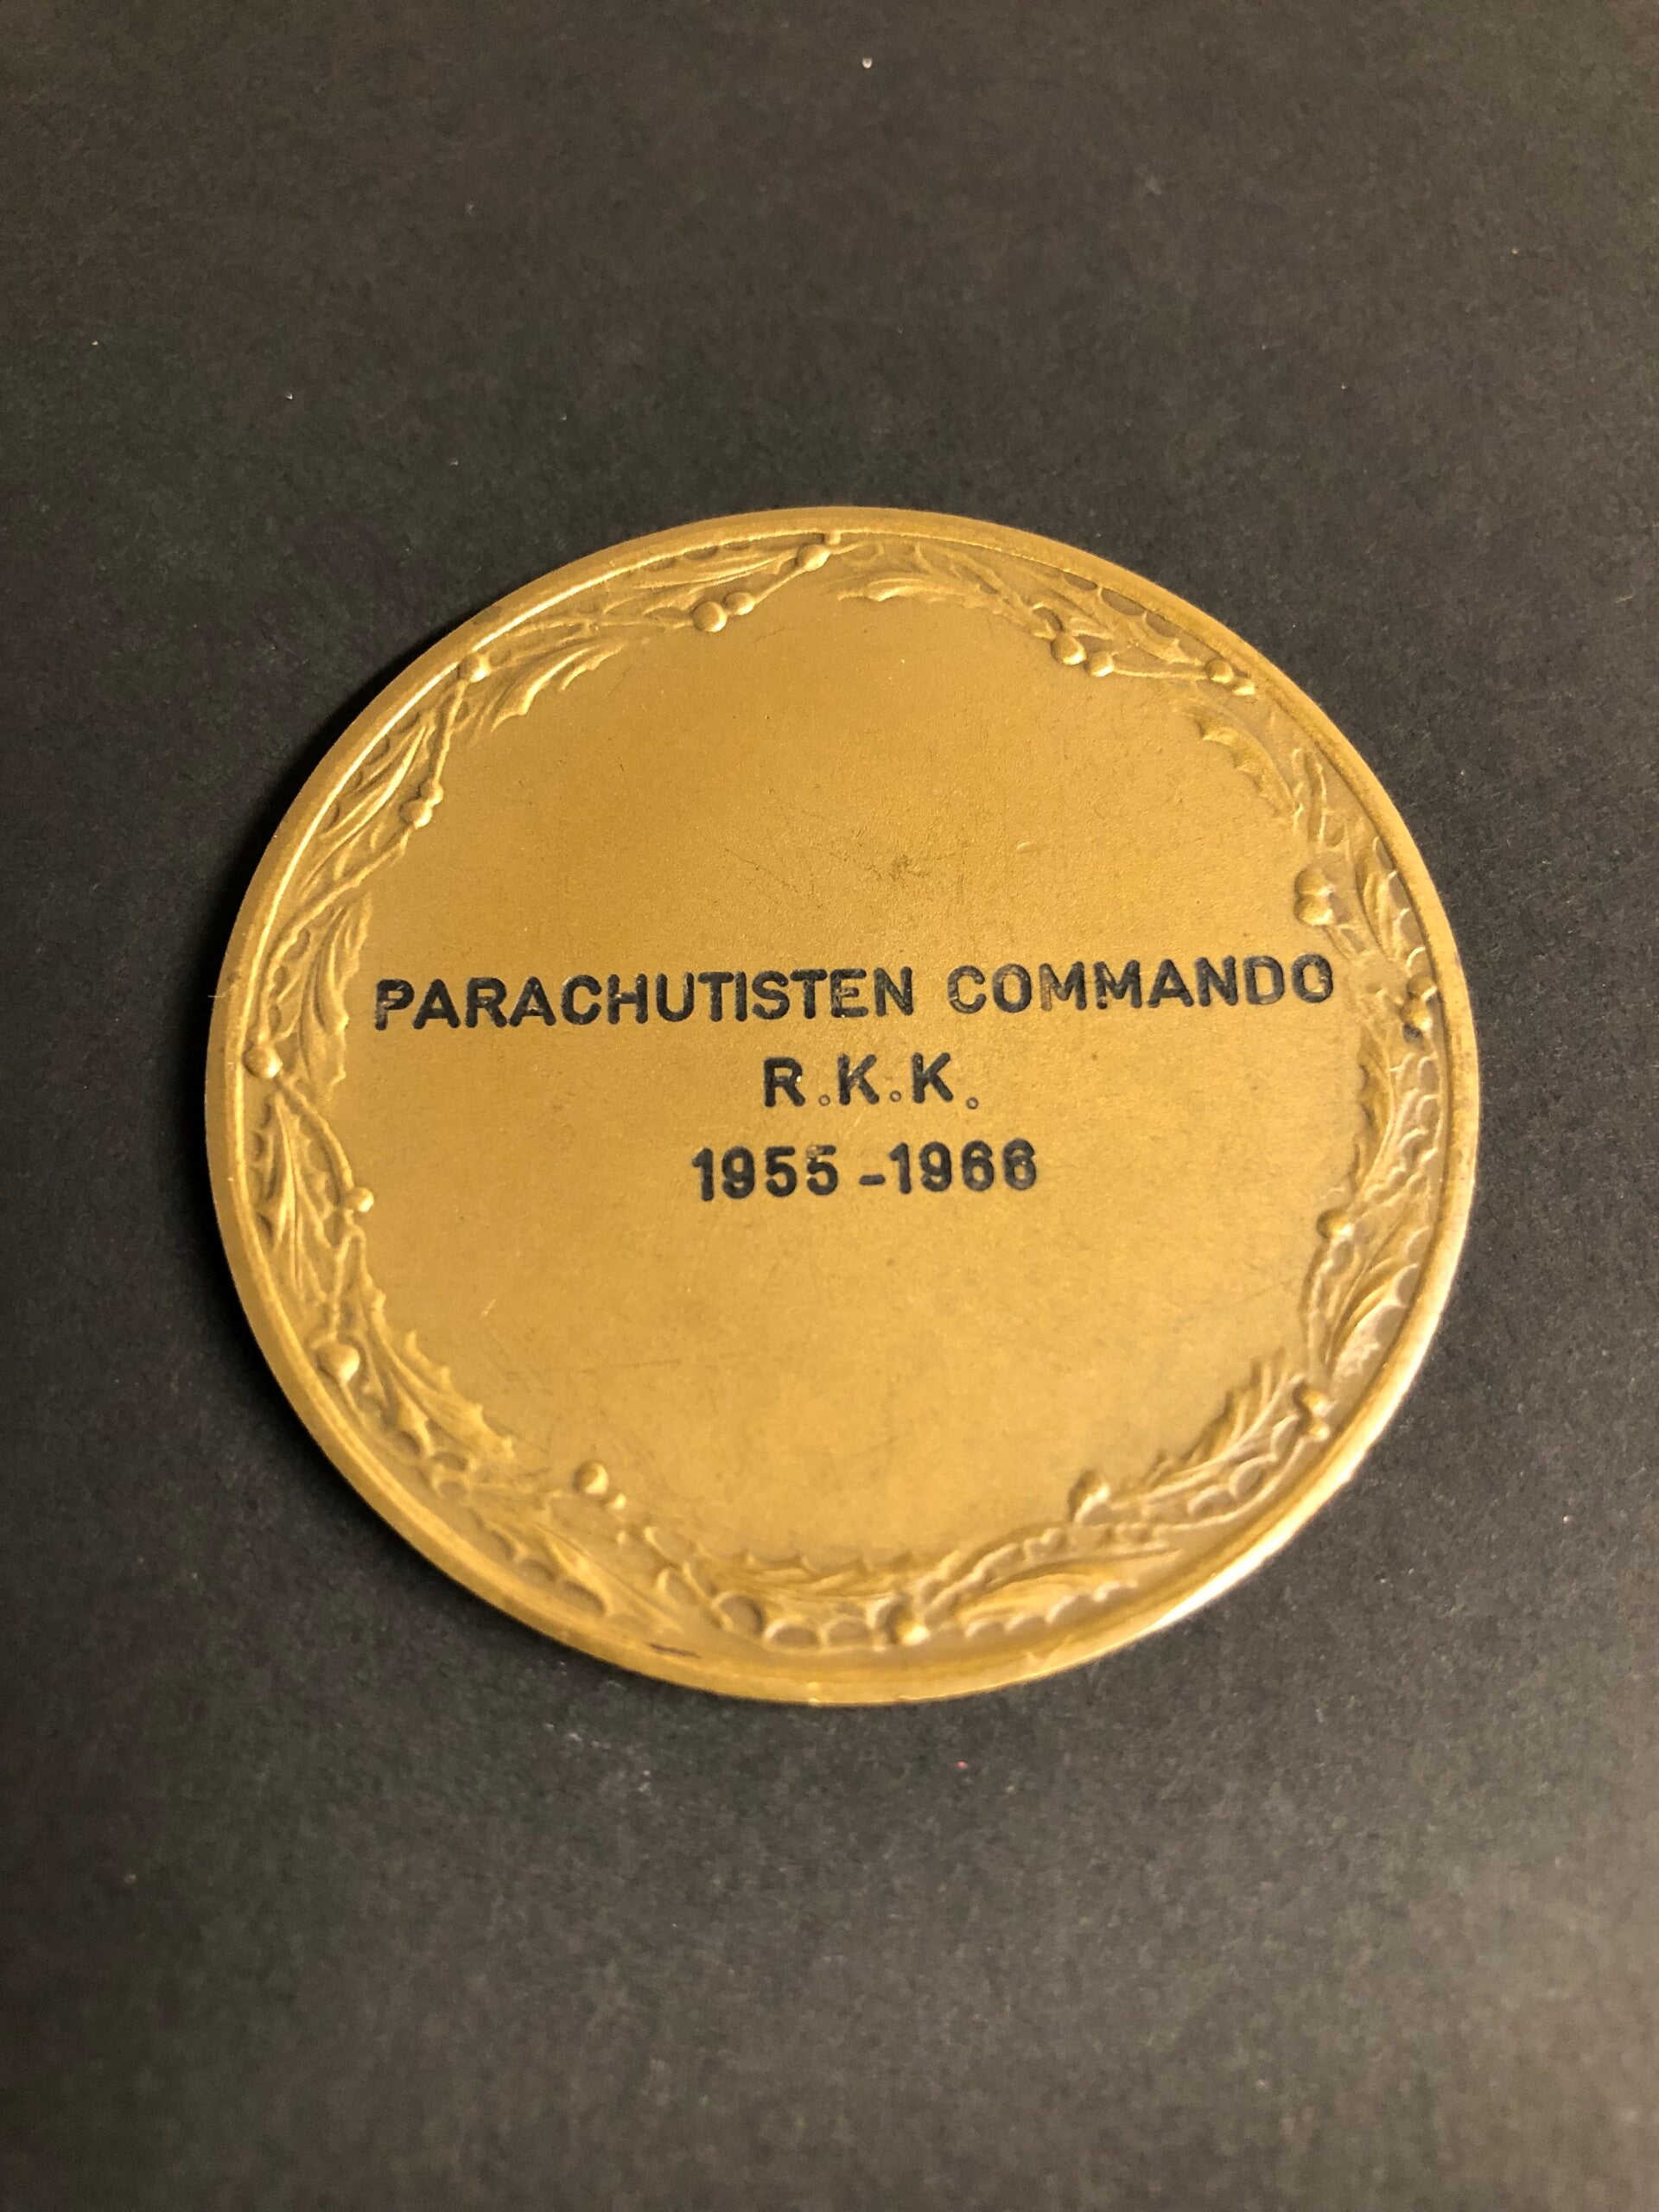 PARACHUTISTEN COMMANDO
R.K.K.
1955-1966